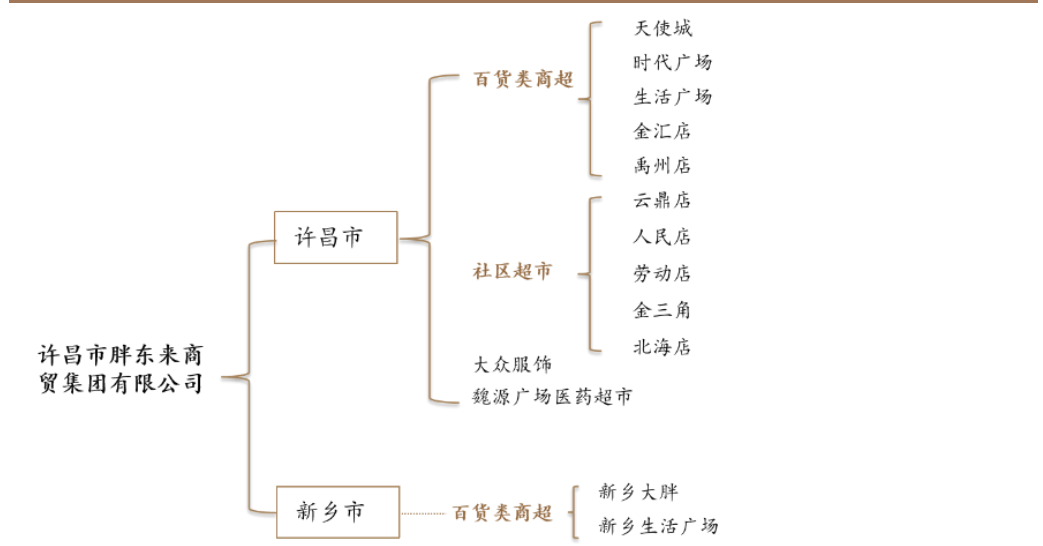 许昌市胖东来商
贸集团有限公司
许昌市
百货类商超
天使城
时代广场
生活广场
金汇店
禹州店
社区超市
云鼎店
人民店
劳动店
金三角
北海店
大众服饰
魏源广场医药超市
新乡市
百货类商超
新乡大胖
新乡生活广场